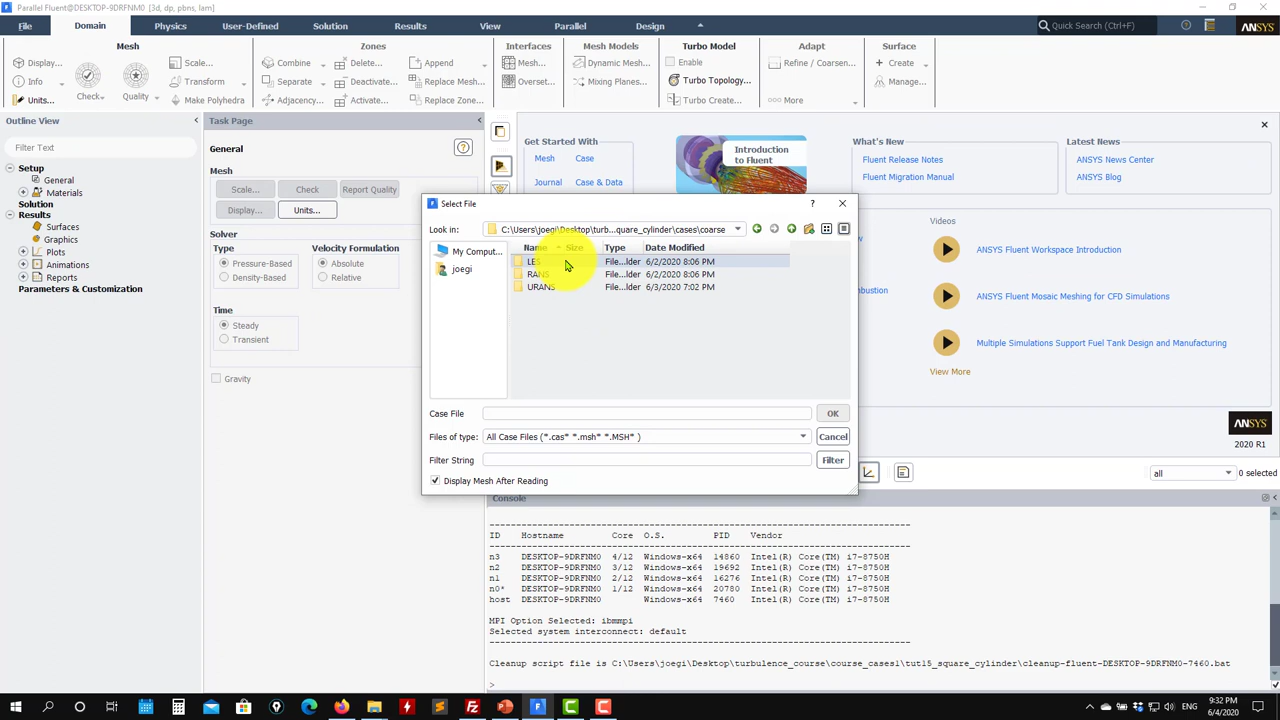 Parallel Fluent@DESKTOP-9DRFNM0 [3d, dp, pbns, lam]
File Domain Physics User-Defined Solution Results View Parallel Design Quick Search (Ctrl+F) ANSYS
Mesh Zones Interfaces Mesh Models Turbo Model Adapt Surface
Display... Scale... Combine Delete... Append Mesh... Dynamic Mesh... Enable Refine / Coarsen... Create
Info Transform Separate Deactivate... Replace Mesh... Overset... Mixing Planes... Turbo Topology... Manage...
Units... Check Quality Make Polyhedra Adjacency... Activate... Replace Zone... Turbo Create... More
Outline View
Filter Text
Setup
General
Materials
Solution
Results
Surfaces
Graphics
Plots
Animations
Reports
Parameters & Customization
Task Page
General
Mesh
Scale... Check Report Quality
Display... Units...
Solver
Type Velocity Formulation
Pressure-Based Absolute
Density-Based Relative
Time
Steady
Transient
Gravity
Get Started With
Mesh Case
Journal Case & Data
Introduction
to Fluent
What's New
Fluent Release Notes
Fluent Migration Manual
Latest News
ANSYS News Center
ANSYS Blog
Videos
ANSYS Fluent Workspace Introduction
ANSYS Fluent Mosaic Meshing for CFD Simulations
Multiple Simulations Support Fuel Tank Design and Manufacturing
View More
ANSYS
2020 R1
all 0 selected
Select File
Look in: C:\Users\joegi\Desktop\turb...quare_cylinder\cases\coarse
My Comput...
joegi
Name Size Type Date Modified
LES File...lder 6/2/2020 8:06 PM
RANS File...lder 6/2/2020 8:06 PM
URANS File...lder 6/3/2020 7:02 PM
Case File OK
Files of type: All Case Files (*.cas* *.msh* *.MSH* ) Cancel
Filter String Filter
Display Mesh After Reading
Console
----------------------------------------------------------------
ID Hostname Core O.S. PID Vendor
----------------------------------------------------------------
n3 DESKTOP-9DRFNM0 4/12 Windows-x64 14860 Intel(R) Core(TM) i7-8750H
n2 DESKTOP-9DRFNM0 3/12 Windows-x64 19692 Intel(R) Core(TM) i7-8750H
n1 DESKTOP-9DRFNM0 2/12 Windows-x64 16276 Intel(R) Core(TM) i7-8750H
n0* DESKTOP-9DRFNM0 1/12 Windows-x64 20780 Intel(R) Core(TM) i7-8750H
host DESKTOP-9DRFNM0 Windows-x64 7460 Intel(R) Core(TM) i7-8750H
MPI Option Selected: ibmmpi
Selected system interconnect: default
----------------------------------------------------------------
Cleanup script file is C:\Users\joegi\Desktop\turbulence_course\course_cases1\tut15_square_cylinder\cleanup-fluent-DESKTOP-9DRFNM0-7460.bat
>
ENG 9:32 PM
6/4/2020